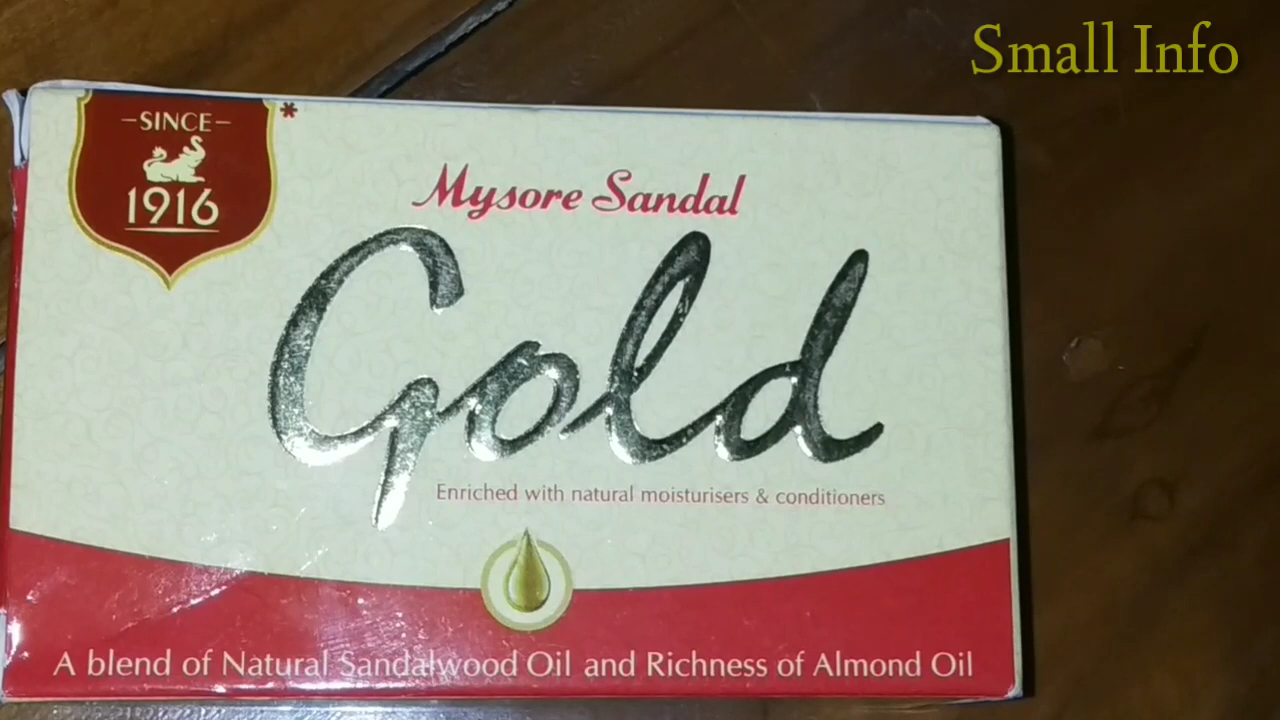 Small Info
–SINCE– *
1916
Mysore Sandal
Gold
Enriched with natural moisturisers & conditioners
A blend of Natural Sandalwood Oil and Richness of Almond Oil